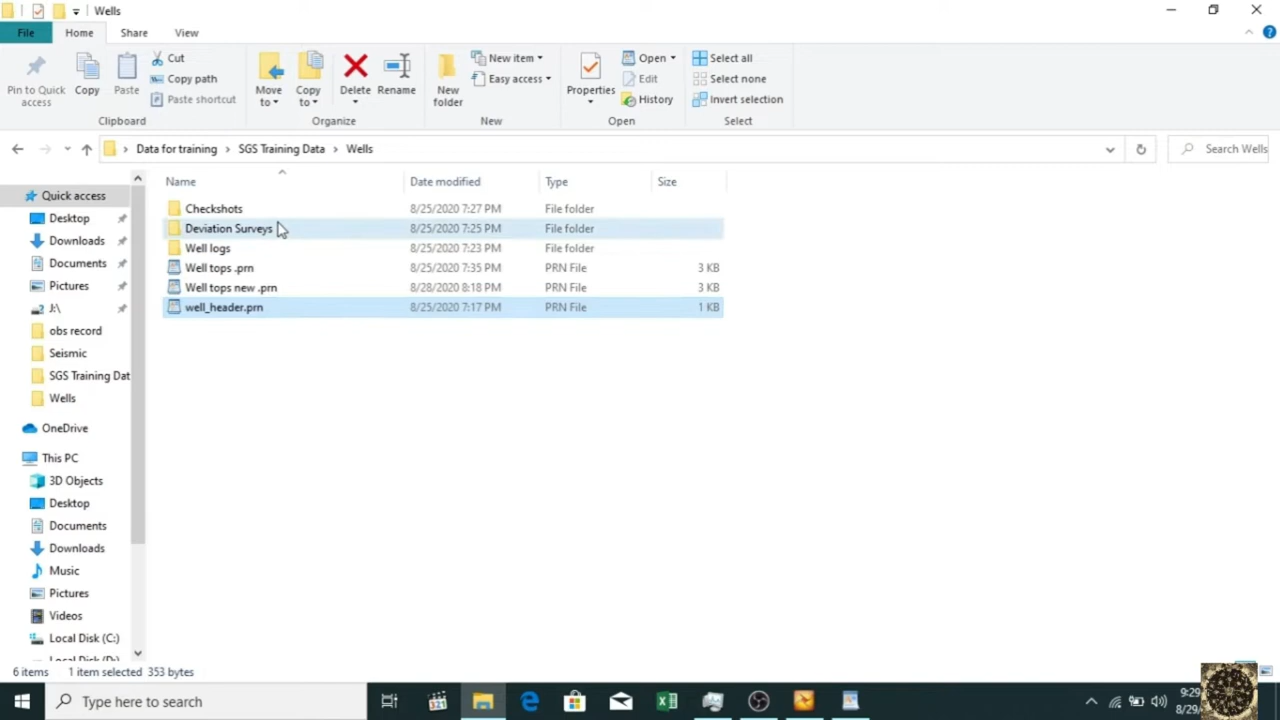 Wells
File Home Share View
Pin to Quick access
Copy
Paste
Cut
Copy path
Paste shortcut
Clipboard
Move to
Copy to
Delete
Rename
Organize
New folder
New item
Easy access
New
Properties
Open
Edit
History
Open
Select all
Select none
Invert selection
Select
Data for training > SGS Training Data > Wells
Search Wells
Name Date modified Type Size
Checkshots 8/25/2020 7:27 PM File folder
Deviation Surveys 8/25/2020 7:25 PM File folder
Well logs 8/25/2020 7:23 PM File folder
Well tops .prn 8/25/2020 7:35 PM PRN File 3 KB
Well tops new .prn 8/28/2020 8:18 PM PRN File 3 KB
well_header.prn 8/25/2020 7:17 PM PRN File 1 KB
Quick access
Desktop
Downloads
Documents
Pictures
J:\
obs record
Seismic
SGS Training Dat
Wells
OneDrive
This PC
3D Objects
Desktop
Documents
Downloads
Music
Pictures
Videos
Local Disk (C:)
6 items 1 item selected 353 bytes
Type here to search
9:29
8/29/